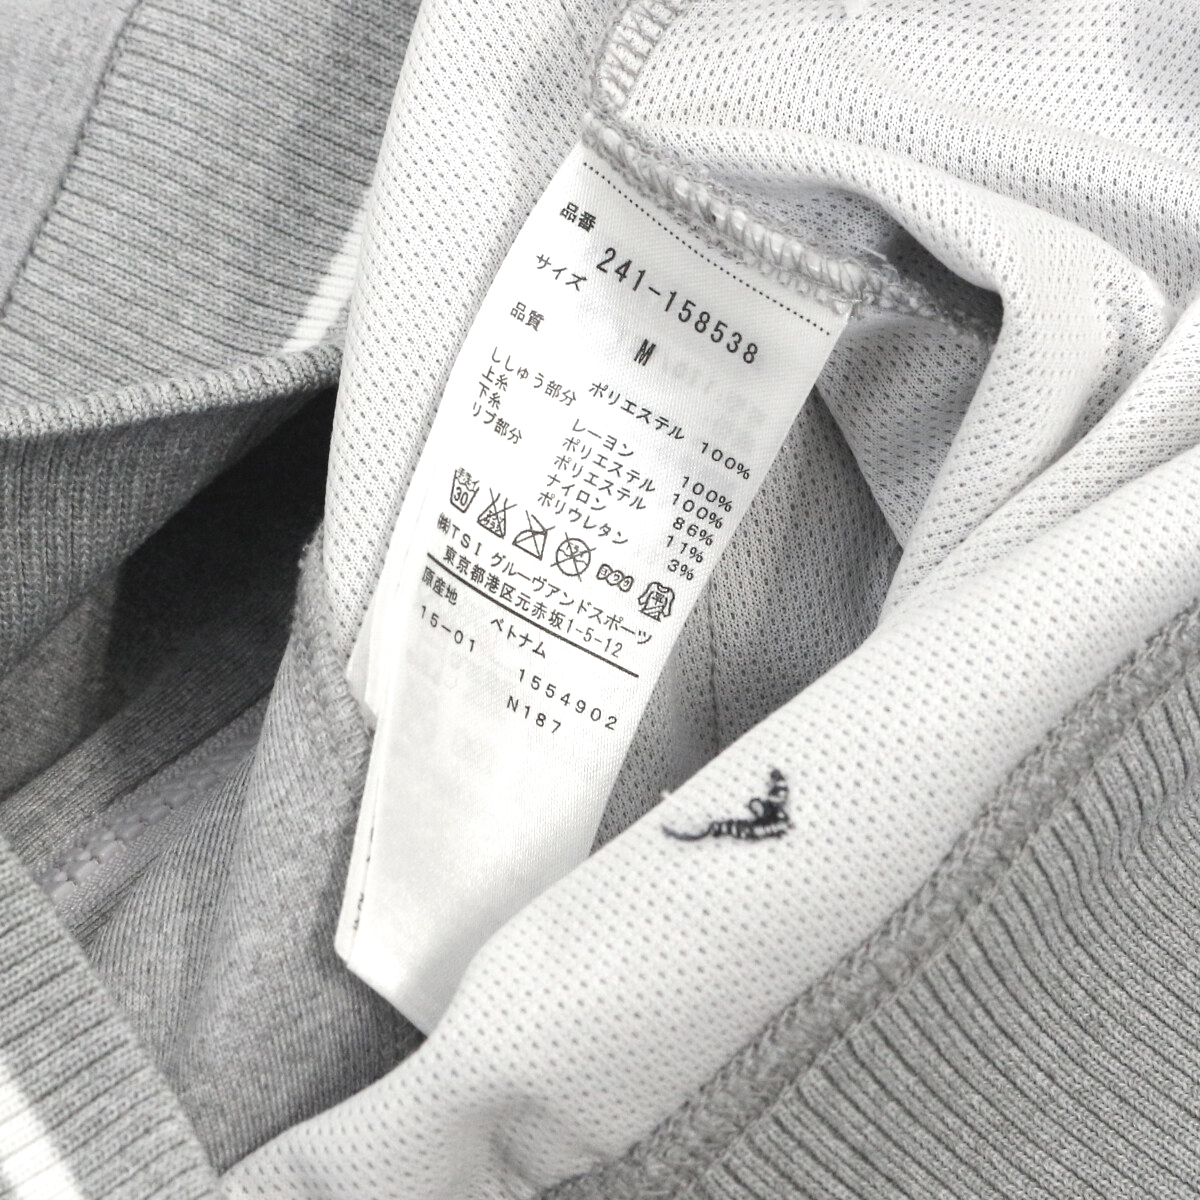 品番 241-158538
サイズ M
品質 ポリエステル 100%
ししゅう部分
上糸 レーヨン 100%
下糸 ポリエステル 100%
リブ部分 ポリエステル 86%
ナイロン 11%
ポリウレタン 3%
㈱TSI グルーヴアンドスポーツ
東京都港区元赤坂1-5-12
原産地 ベトナム
15-01 1554902
N187